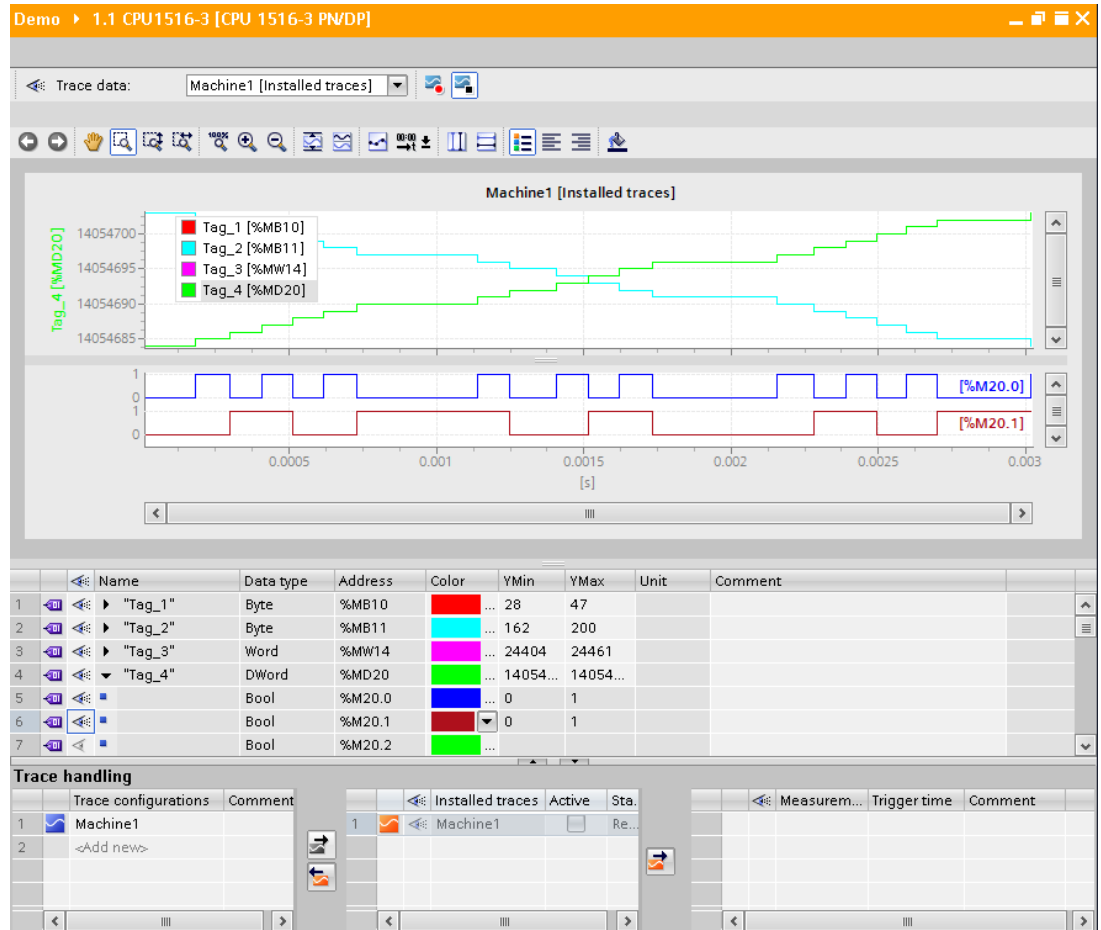 Demo ▸ 1.1 CPU1516-3 [CPU 1516-3 PN/DP]
Trace data: Machine1 [Installed traces]
Machine1 [Installed traces]
Tag_4 [%MD20]
14054700
14054695
14054690
14054685
Tag_1 [%MB10]
Tag_2 [%MB11]
Tag_3 [%MW14]
Tag_4 [%MD20]
1
0
1
0
[%M20.0]
[%M20.1]
0.0005 0.001 0.0015 0.002 0.0025 0.003
[s]
Name Data type Address Color YMin YMax Unit Comment
1 "Tag_1" Byte %MB10 ... 28 47
2 "Tag_2" Byte %MB11 ... 162 200
3 "Tag_3" Word %MW14 ... 24404 24461
4 "Tag_4" DWord %MD20 ... 14054... 14054...
5 Bool %M20.0 ... 0 1
6 Bool %M20.1 0 1
7 Bool %M20.2 ...
Trace handling
Trace configurations Comment
1 Machine1
2 <Add new>
Installed traces Active Sta.
1 Machine1 Re...
Measurem... Trigger time Comment